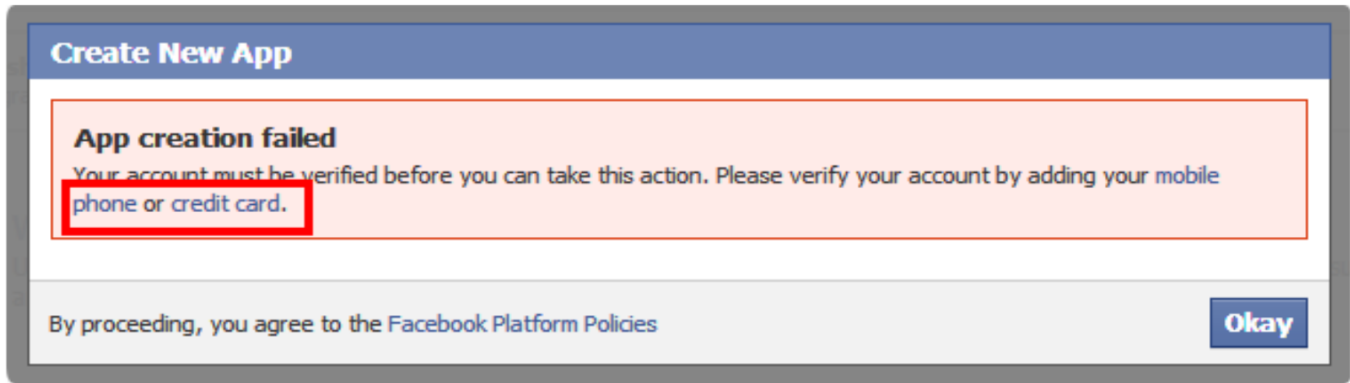 Create New App
App creation failed
Your account must be verified before you can take this action. Please verify your account by adding your mobile
phone or credit card.
By proceeding, you agree to the Facebook Platform Policies
Okay